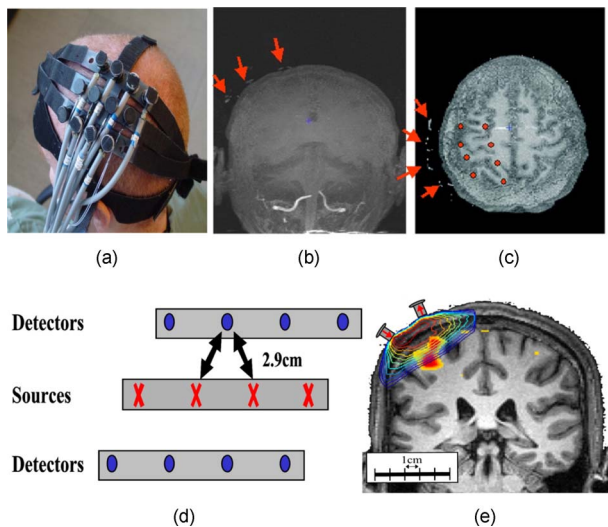 (a)
(b)
(c)
Detectors
2.9cm
Sources
Detectors
1cm
(d)
(e)